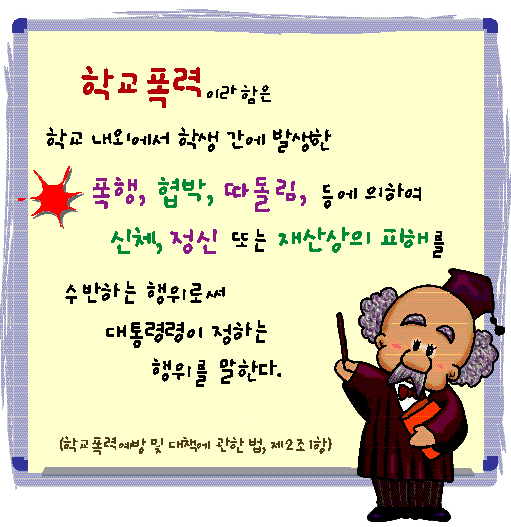 학교폭력이라 함은
학교 내외에서 학생 간에 발생한
폭행, 협박, 따돌림, 등에 의하여
신체, 정신 또는 재산상의 피해를
수반하는 행위로써
대통령령이 정하는
행위를 말한다.
(학교폭력예방 및 대책에 관한 법, 제2조1항)